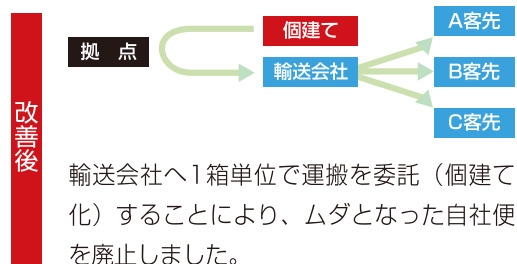 改善後
拠　点
個建て
輸送会社
A客先
B客先
C客先
輸送会社へ1箱単位で運搬を委託（個建て
化）することにより、ムダとなった自社便
を廃止しました。